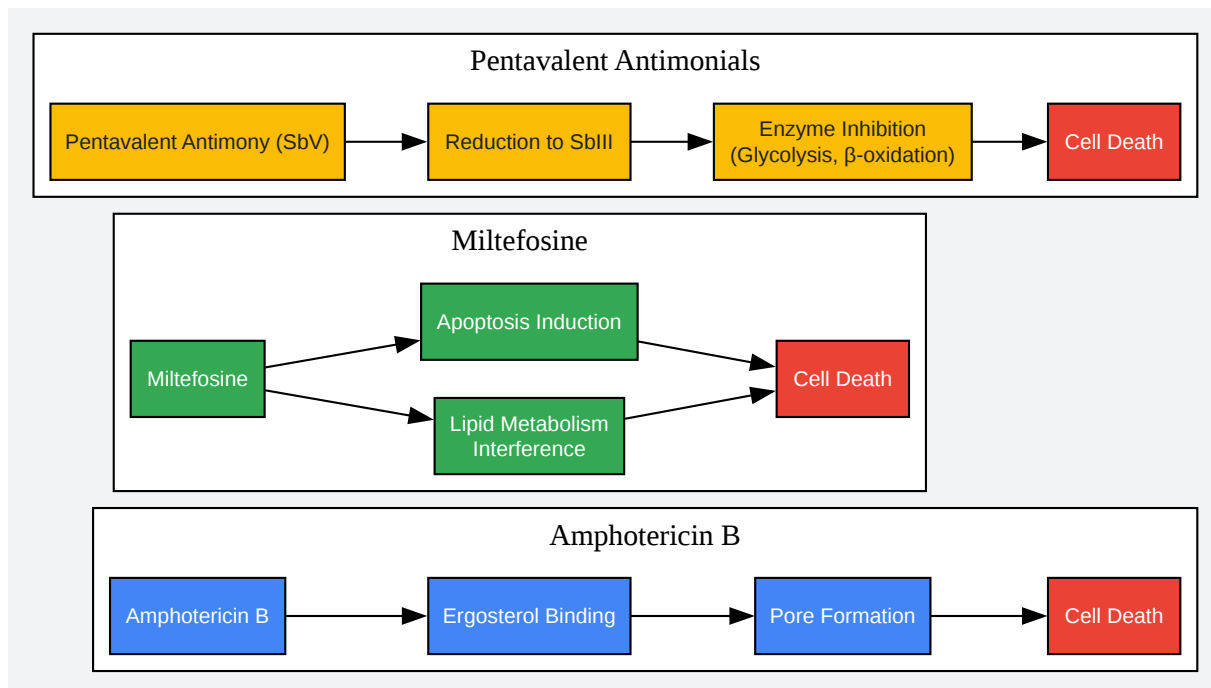 Pentavalent Antimonials
Pentavalent Antimony (SbV)
Reduction to SbIII
Enzyme Inhibition
(Glycolysis, β-oxidation)
Cell Death
Miltefosine
Miltefosine
Apoptosis Induction
Lipid Metabolism
Interference
Cell Death
Amphotericin B
Amphotericin B
Ergosterol Binding
Pore Formation
Cell Death